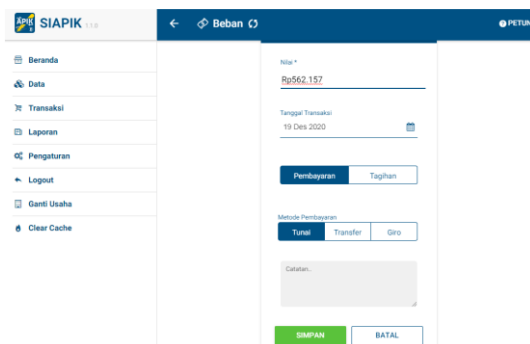 SIAPIK 1.1.0
← Beban
PETUN
Beranda
Data
Transaksi
Laporan
Pengaturan
Logout
Ganti Usaha
Clear Cache
Nilai *
Rp562.157
Tanggal Transaksi
19 Des 2020
Pembayaran Tagihan
Metode Pembayaran
Tunai Transfer Giro
Catatan..
SIMPAN BATAL